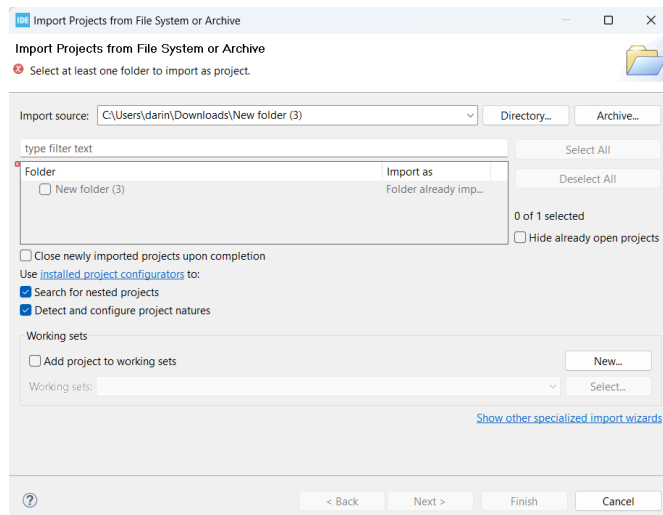 IDE Import Projects from File System or Archive
Import Projects from File System or Archive
Select at least one folder to import as project.
Import source: C:\Users\darin\Downloads\New folder (3) Directory... Archive...
type filter text Select All
Folder Import as
New folder (3) Folder already imp... Deselect All
0 of 1 selected
Hide already open projects
Close newly imported projects upon completion
Use installed project configurators to:
Search for nested projects
Detect and configure project natures
Working sets
Add project to working sets New...
Working sets: Select...
Show other specialized import wizards
? < Back Next > Finish Cancel